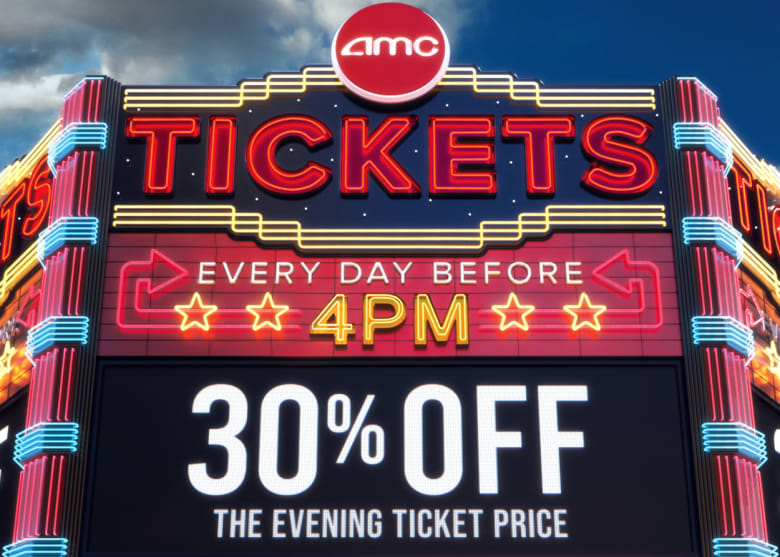 amc
TICKETS
EVERY DAY BEFORE
4PM
30% OFF
THE EVENING TICKET PRICE